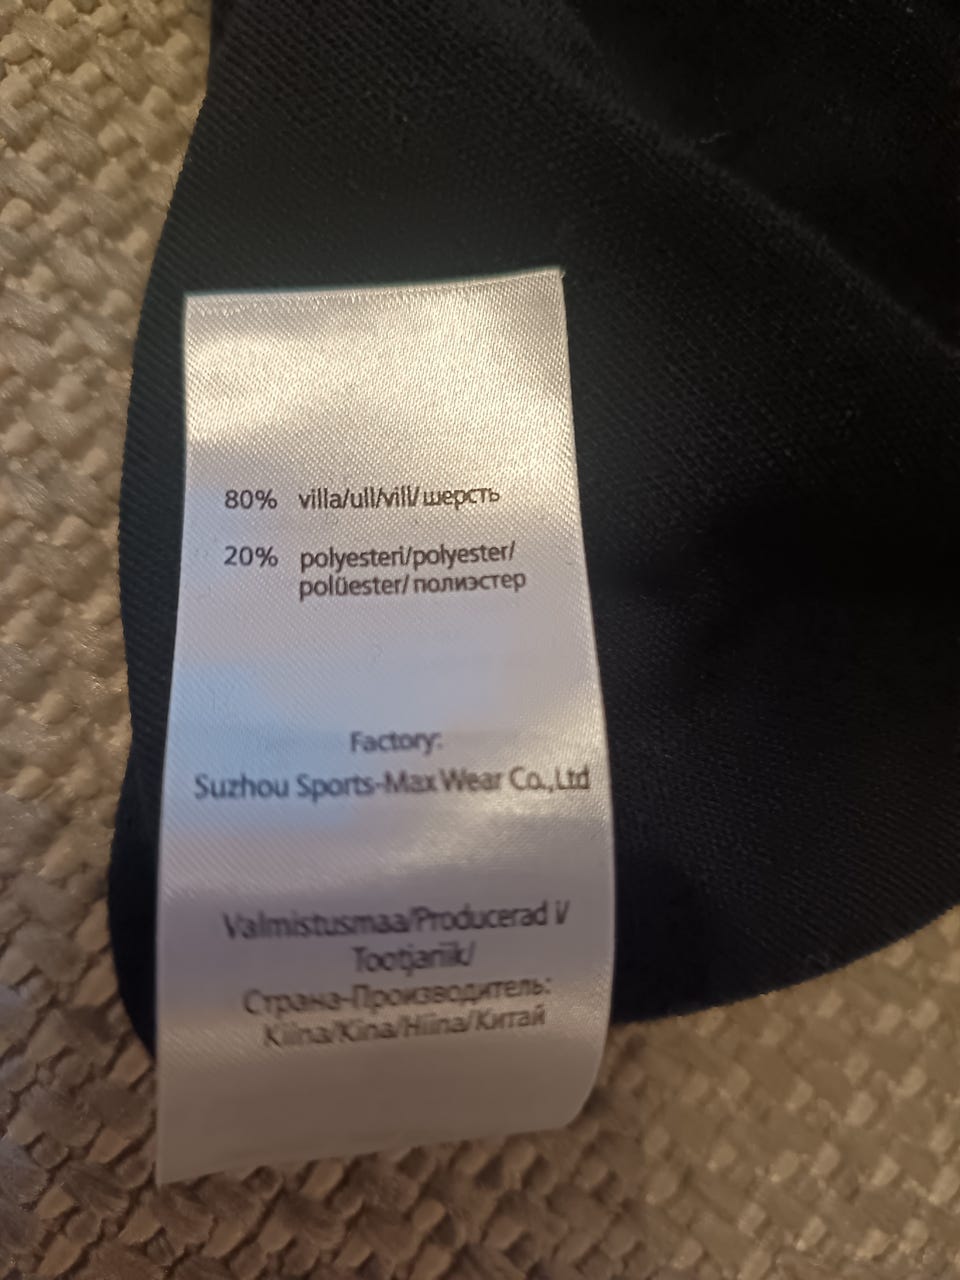 80% villa/ull/vill/шерсть
20% polyesteri/polyester/
polüester/полиэстер
Factory:
Suzhou Sports-Max Wear Co.,Ltd
Valmistusmaa/Producerad i/
Tootjariik/
Страна-Производитель:
Kiina/Kina/Hiina/Китай